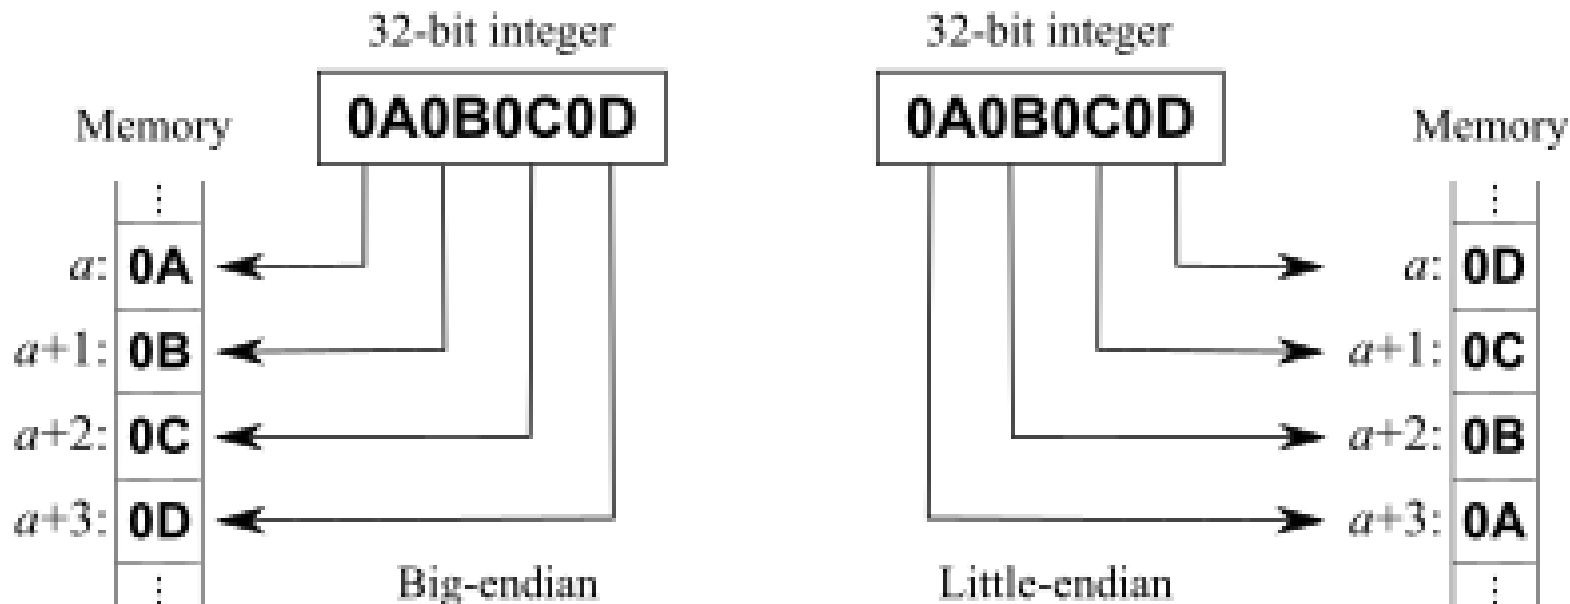 32-bit integer
0A0B0C0D
Memory
a: 0A
a+1: 0B
a+2: 0C
a+3: 0D
Big-endian
32-bit integer
0A0B0C0D
Memory
a: 0D
a+1: 0C
a+2: 0B
a+3: 0A
Little-endian